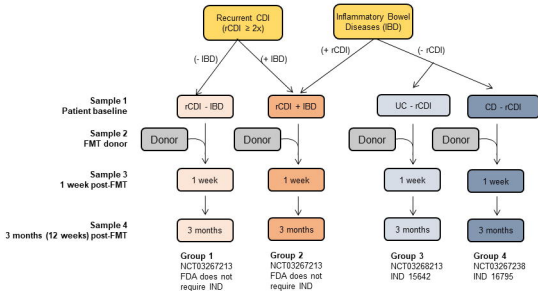 Recurrent CDI
(rCDI ≥ 2x)
Inflammatory Bowel
Diseases (IBD)
(- IBD)
(+ IBD)
(+ rCDI)
(- rCDI)
Sample 1
Patient baseline
rCDI - IBD
rCDI + IBD
UC - rCDI
CD - rCDI
Sample 2
FMT donor
Donor
Donor
Donor
Donor
Sample 3
1 week post-FMT
1 week
1 week
1 week
1 week
Sample 4
3 months (12 weeks) post-FMT
3 months
3 months
3 months
3 months
Group 1
NCT03267213
FDA does not
require IND
Group 2
NCT03267213
FDA does not
require IND
Group 3
NCT03268213
IND 15642
Group 4
NCT03267238
IND 16795